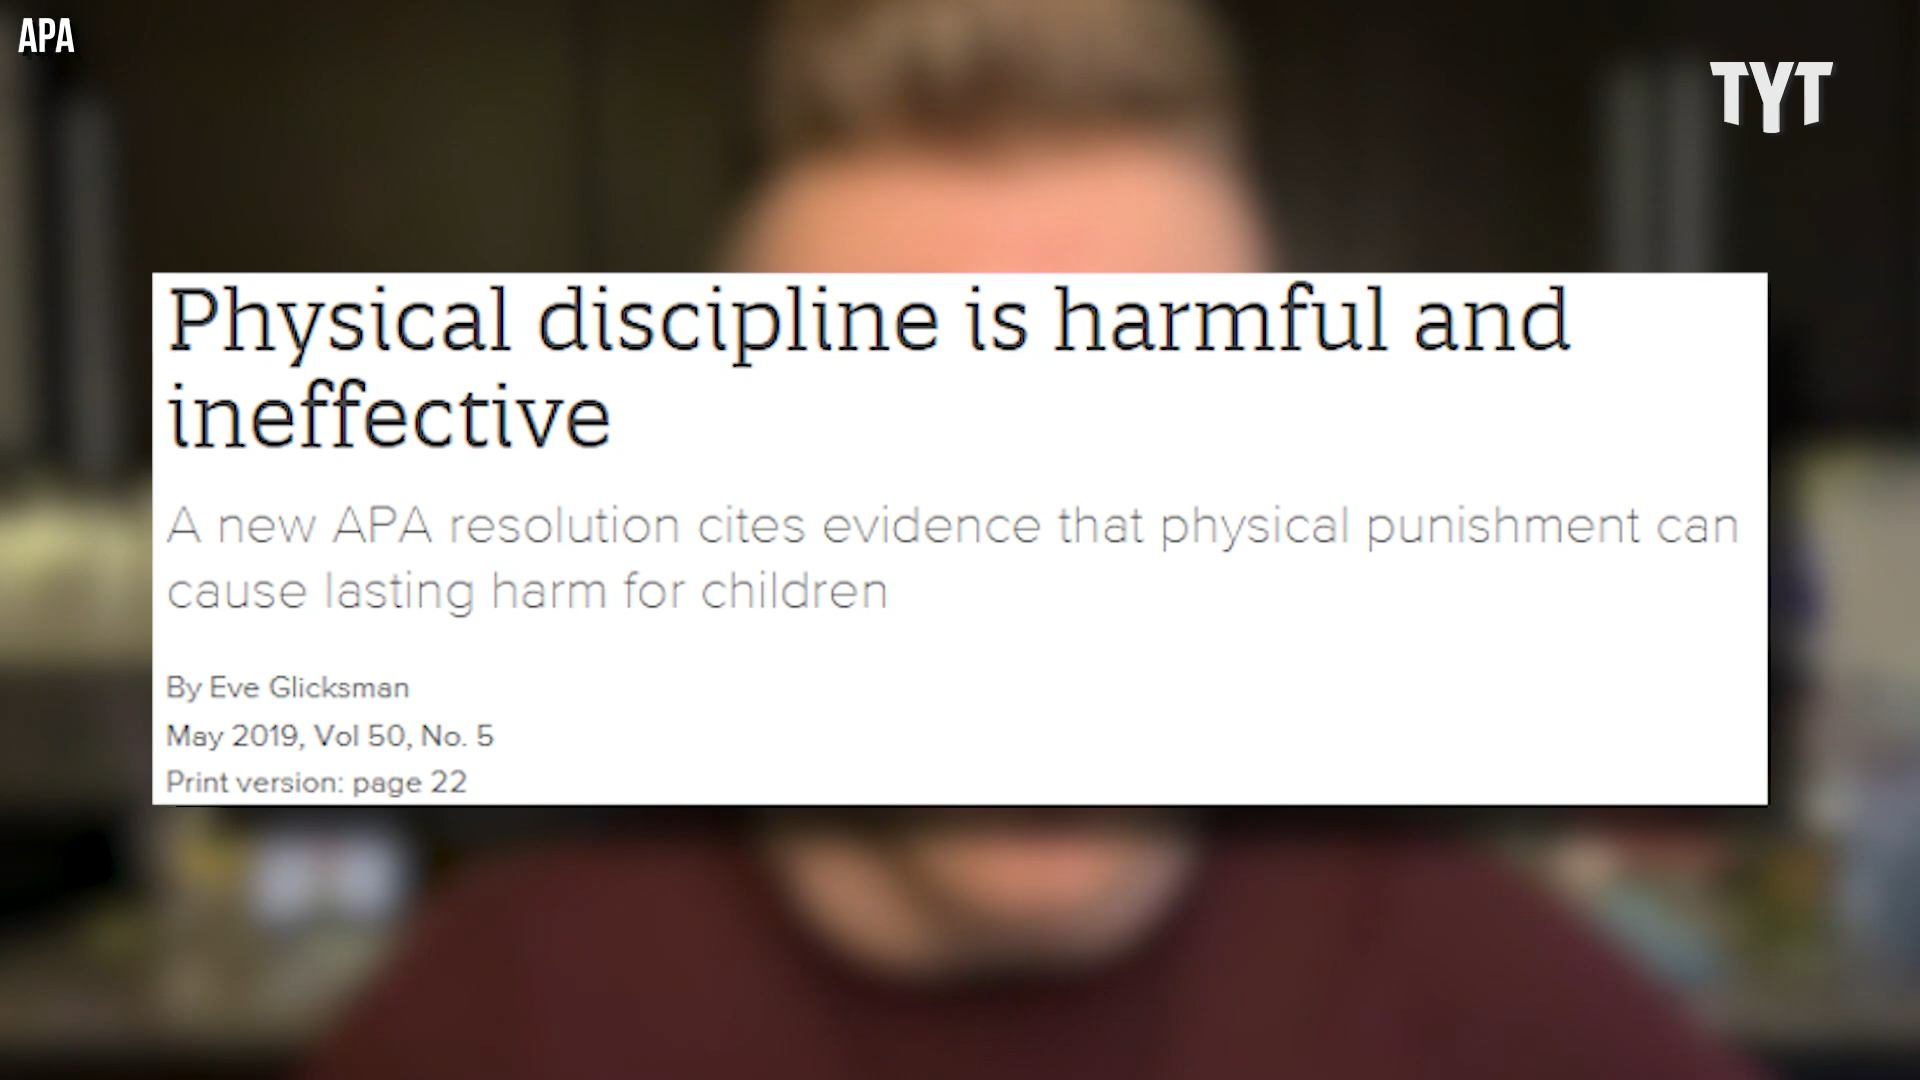 APA
TYT
Physical discipline is harmful and
ineffective
A new APA resolution cites evidence that physical punishment can
cause lasting harm for children
By Eve Glicksman
May 2019, Vol 50, No. 5
Print version: page 22